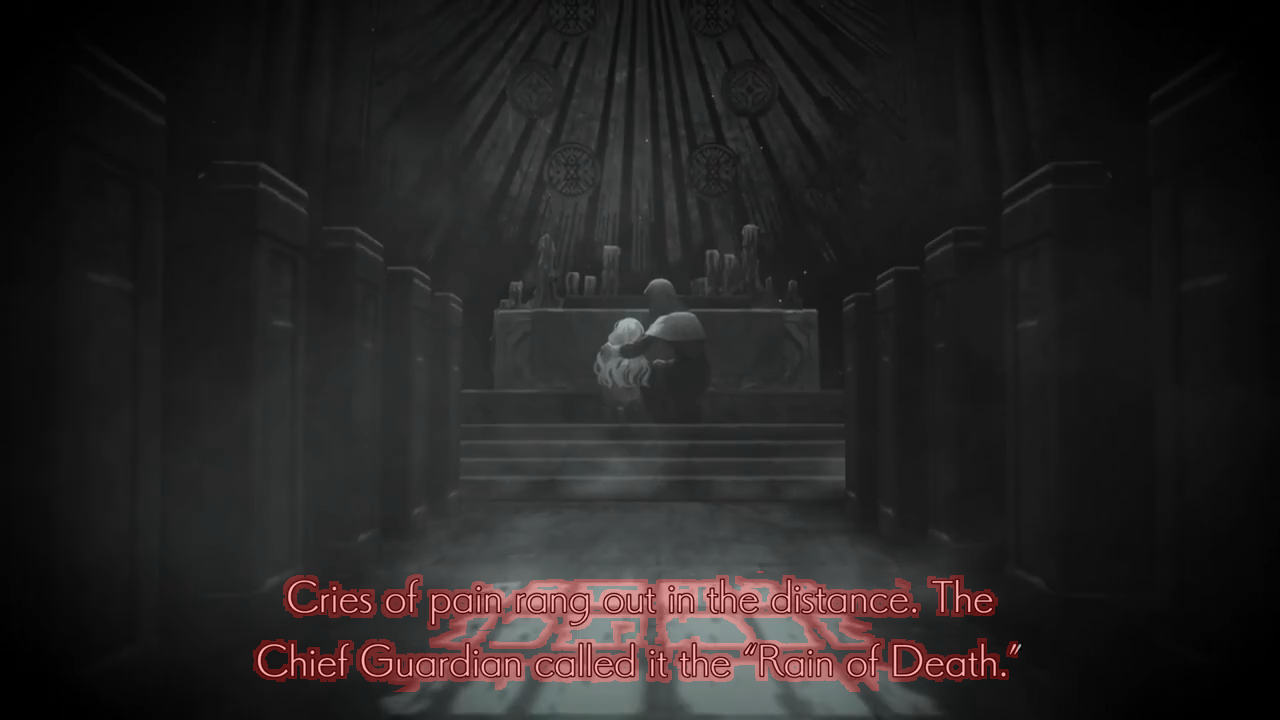 Cries of pain rang out in the distance. The
Chief Guardian called it the “Rain of Death.”